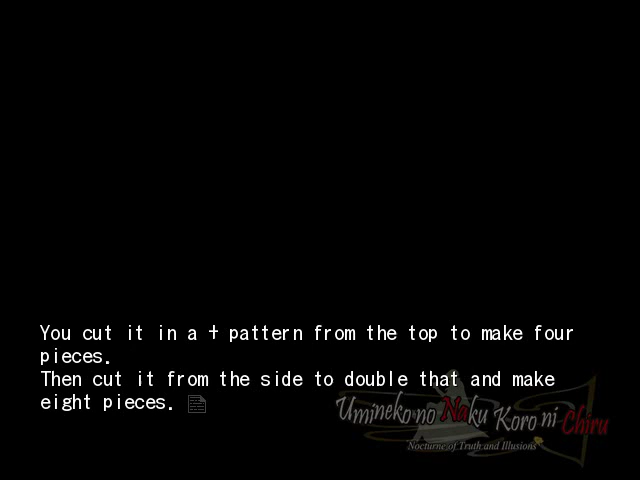 You cut it in a † pattern from the top to make four
pieces.
Then cut it from the side to double that and make
eight pieces.
Umineko no Naku Koro ni Chiru
Nocturne of Truth and Illusions